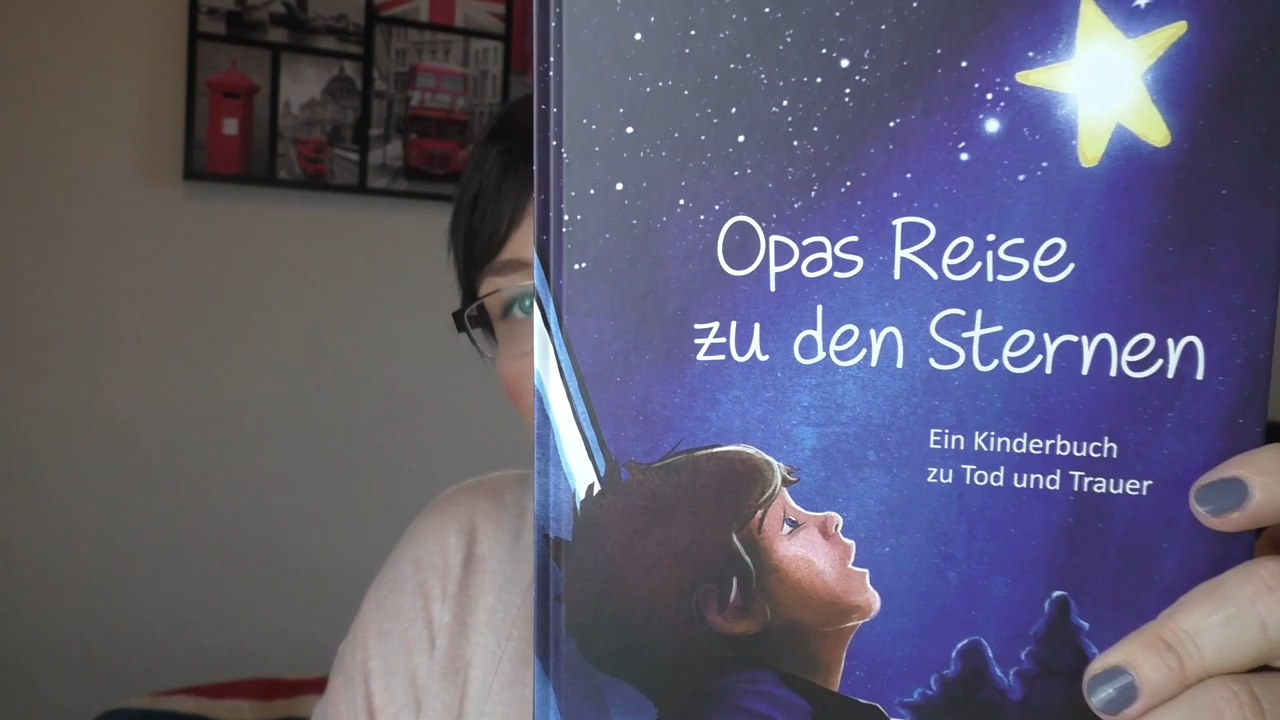 Opas Reise
zu den Sternen
Ein Kinderbuch
zu Tod und Trauer